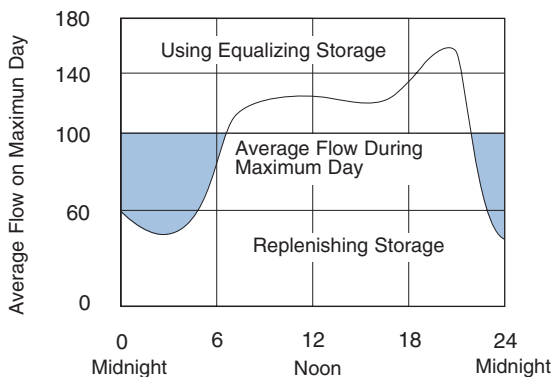 180
Using Equalizing Storage
140
100
Average Flow During
Maximum Day
60
Replenishing Storage
0
Average Flow on Maximun Day
0 6 12 18 24
Midnight Noon Midnight